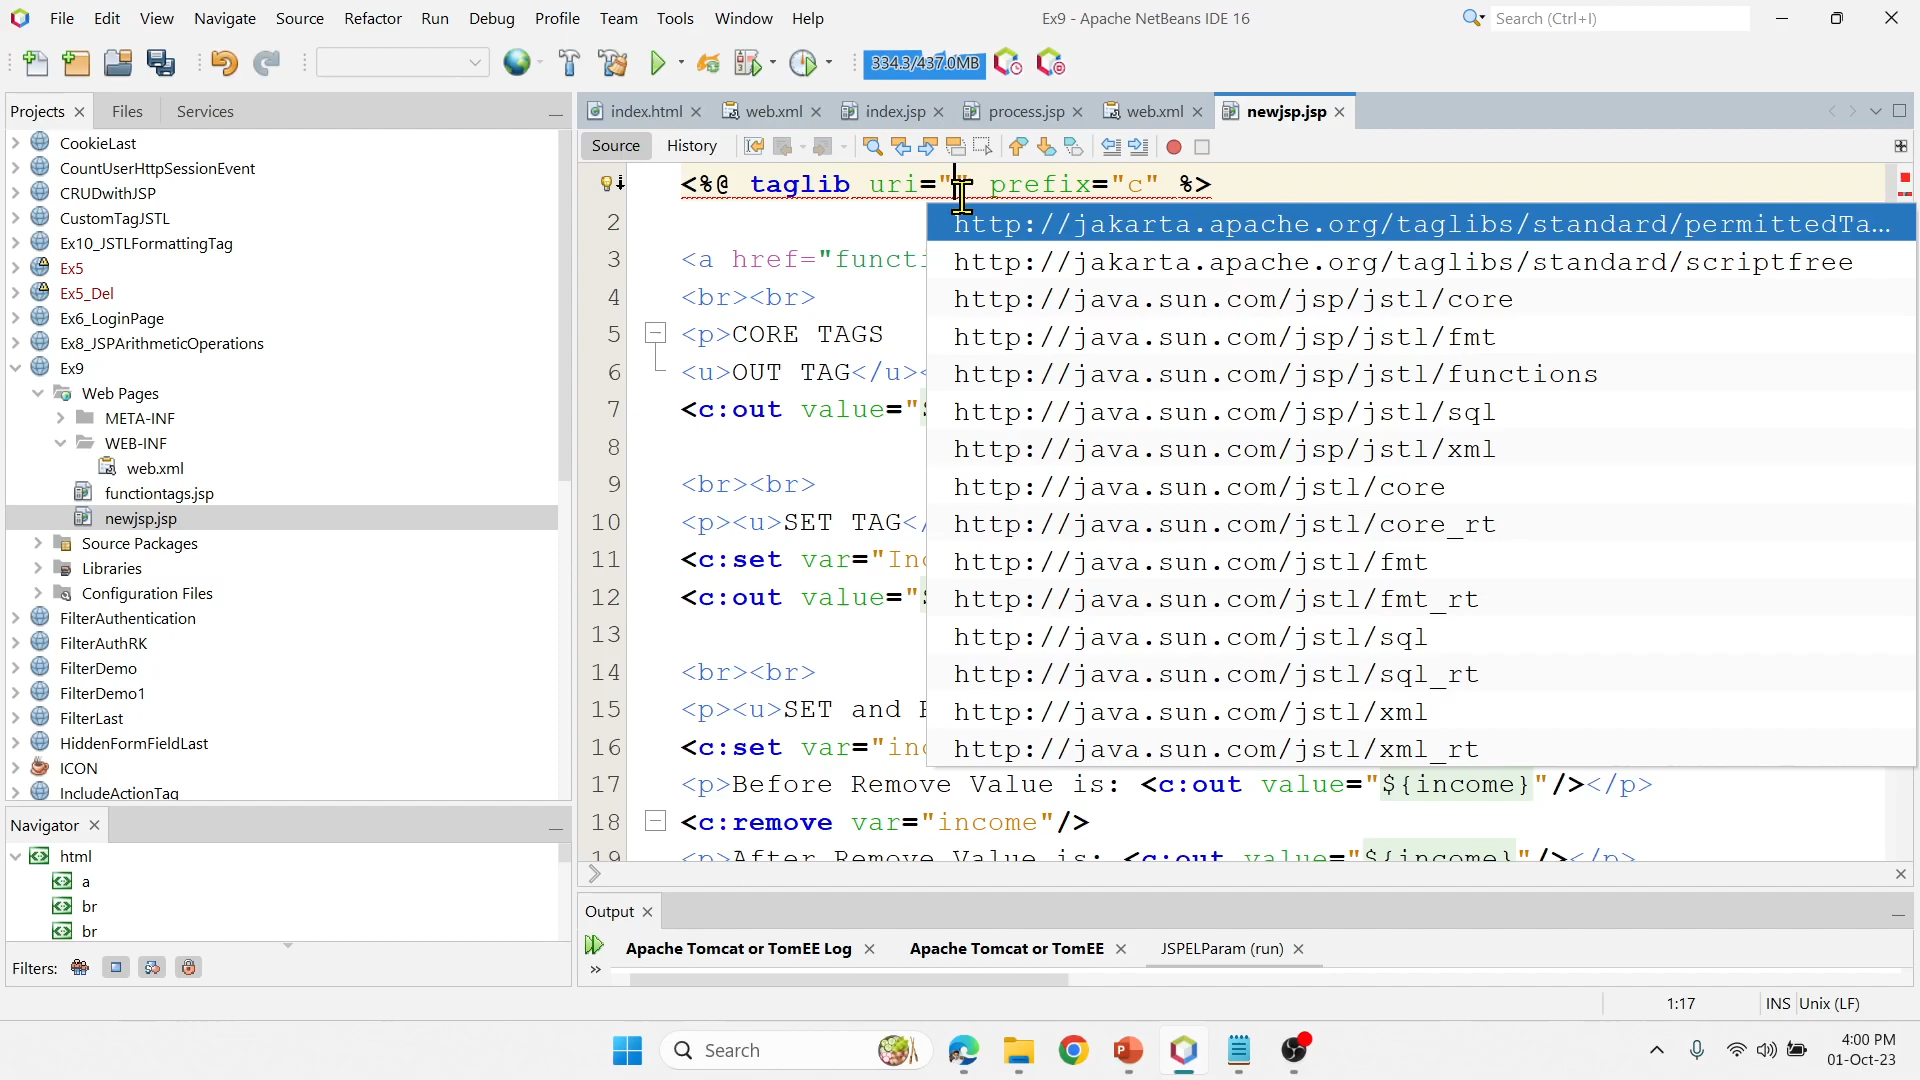 File Edit View Navigate Source Refactor Run Debug Profile Team Tools Window Help
Ex9 - Apache NetBeans IDE 16
Search (Ctrl+I)
334.3/437.0MB
Projects
Files
Services
index.html
web.xml
index.jsp
process.jsp
web.xml
newjsp.jsp
Source
History
CookieLast
CountUserHttpSessionEvent
CRUDwithJSP
CustomTagJSTL
Ex10_JSTLFormattingTag
Ex5
Ex5_Del
Ex6_LoginPage
Ex8_JSPArithmeticOperations
Ex9
Web Pages
META-INF
WEB-INF
web.xml
functiontags.jsp
newjsp.jsp
Source Packages
Libraries
Configuration Files
FilterAuthentication
FilterAuthRK
FilterDemo
FilterDemo1
FilterLast
HiddenFormFieldLast
ICON
IncludeActionTag
Navigator
html
a
br
br
Filters:
<%@ taglib uri="" prefix="c" %>
2
3 <a href="functi
4 <br><br>
5 <p>CORE TAGS
6 <u>OUT TAG</u><
7 <c:out value="$
8
9 <br><br>
10 <p><u>SET TAG</
11 <c:set var="Inc
12 <c:out value="$
13
14 <br><br>
15 <p><u>SET and R
16 <c:set var="inc
17 <p>Before Remove Value is: <c:out value="${income}"/></p>
18 <c:remove var="income"/>
19 <p>After Remove Value is: <c:out value="${income}"/></p>
http://jakarta.apache.org/taglibs/standard/permittedTa...
http://jakarta.apache.org/taglibs/standard/scriptfree
http://java.sun.com/jsp/jstl/core
http://java.sun.com/jsp/jstl/fmt
http://java.sun.com/jsp/jstl/functions
http://java.sun.com/jsp/jstl/sql
http://java.sun.com/jsp/jstl/xml
http://java.sun.com/jstl/core
http://java.sun.com/jstl/core_rt
http://java.sun.com/jstl/fmt
http://java.sun.com/jstl/fmt_rt
http://java.sun.com/jstl/sql
http://java.sun.com/jstl/sql_rt
http://java.sun.com/jstl/xml
http://java.sun.com/jstl/xml_rt
Output
Apache Tomcat or TomEE Log
Apache Tomcat or TomEE
JSPELParam (run)
1:17
INS
Unix (LF)
Search
4:00 PM
01-Oct-23